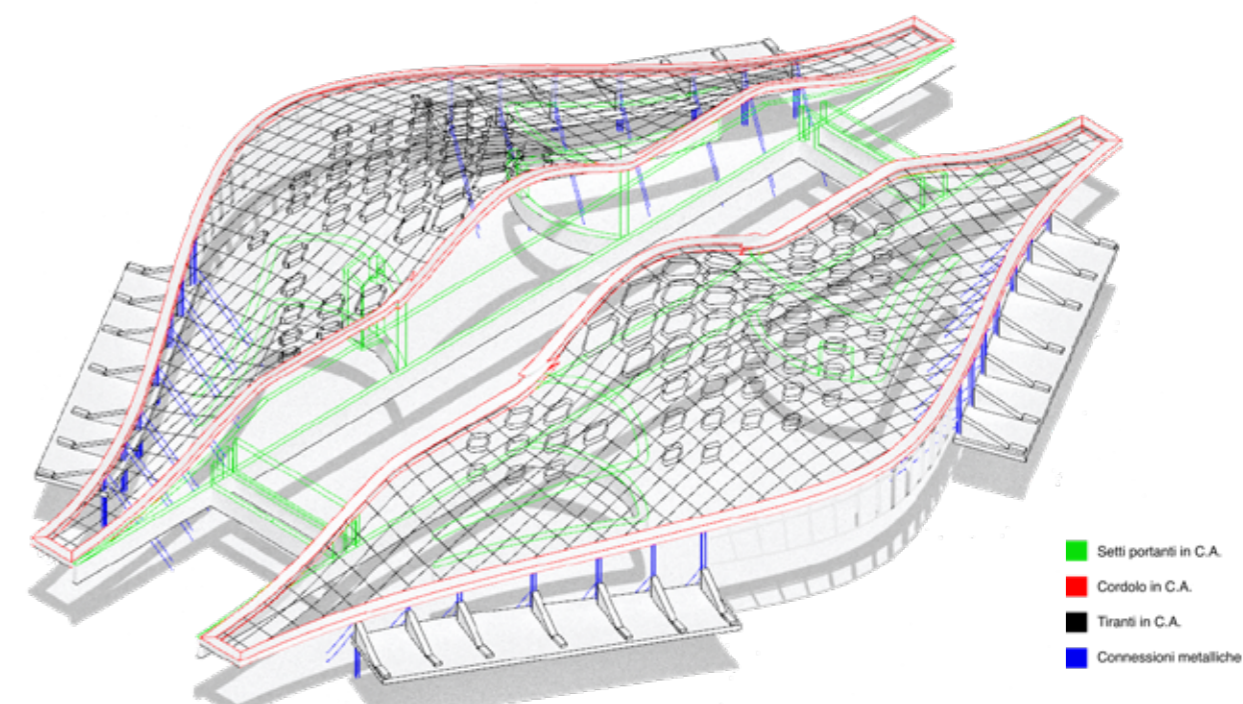 Setti portanti in C.A.
Cordolo in C.A.
Tiranti in C.A.
Connessioni metalliche